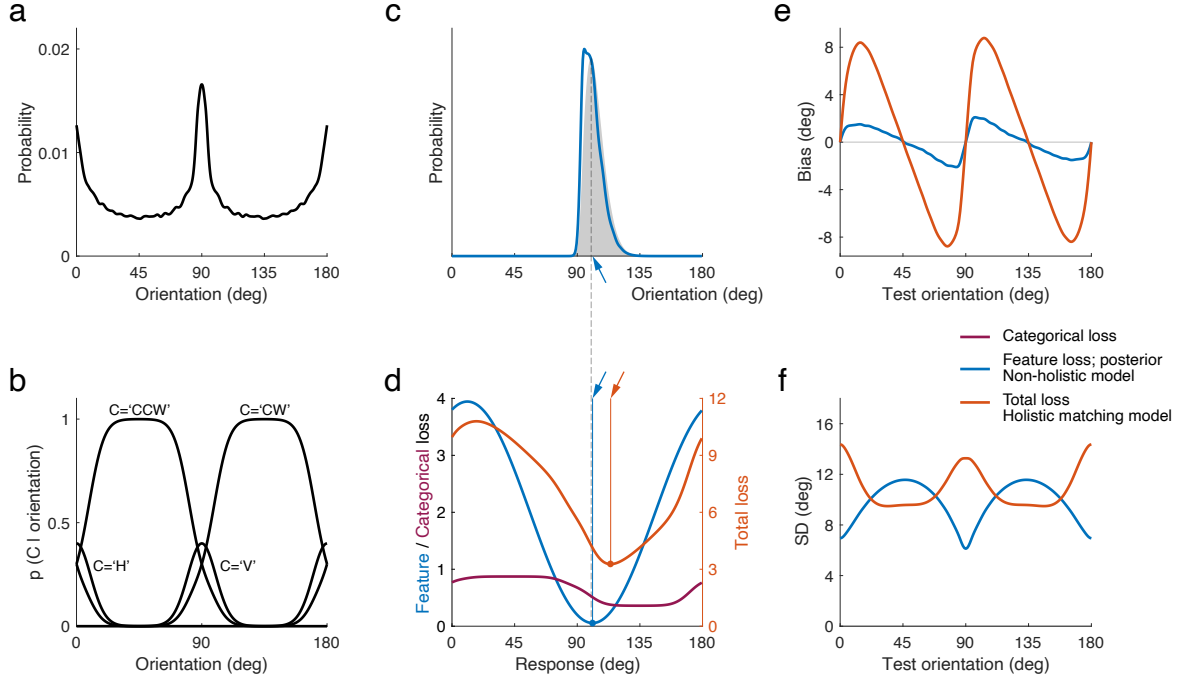 a
0.02
0.01
0
Probability
0 45 90 135 180
Orientation (deg)
c
Probability
0 45 90 135 180
Orientation (deg)
e
8
4
0
-4
-8
Bias (deg)
0 45 90 135 180
Test orientation (deg)
b
1
0.5
0
p (C | orientation)
C='CCW'
C='CW'
C='H'
C='V'
0 45 90 135 180
Orientation (deg)
d
4
3
2
1
0
Feature / Categorical loss
12
9
6
3
0
Total loss
0 45 90 135 180
Response (deg)
Categorical loss
Feature loss; posterior
Non-holistic model
Total loss
Holistic matching model
f
16
12
8
4
0
SD (deg)
0 45 90 135 180
Test orientation (deg)